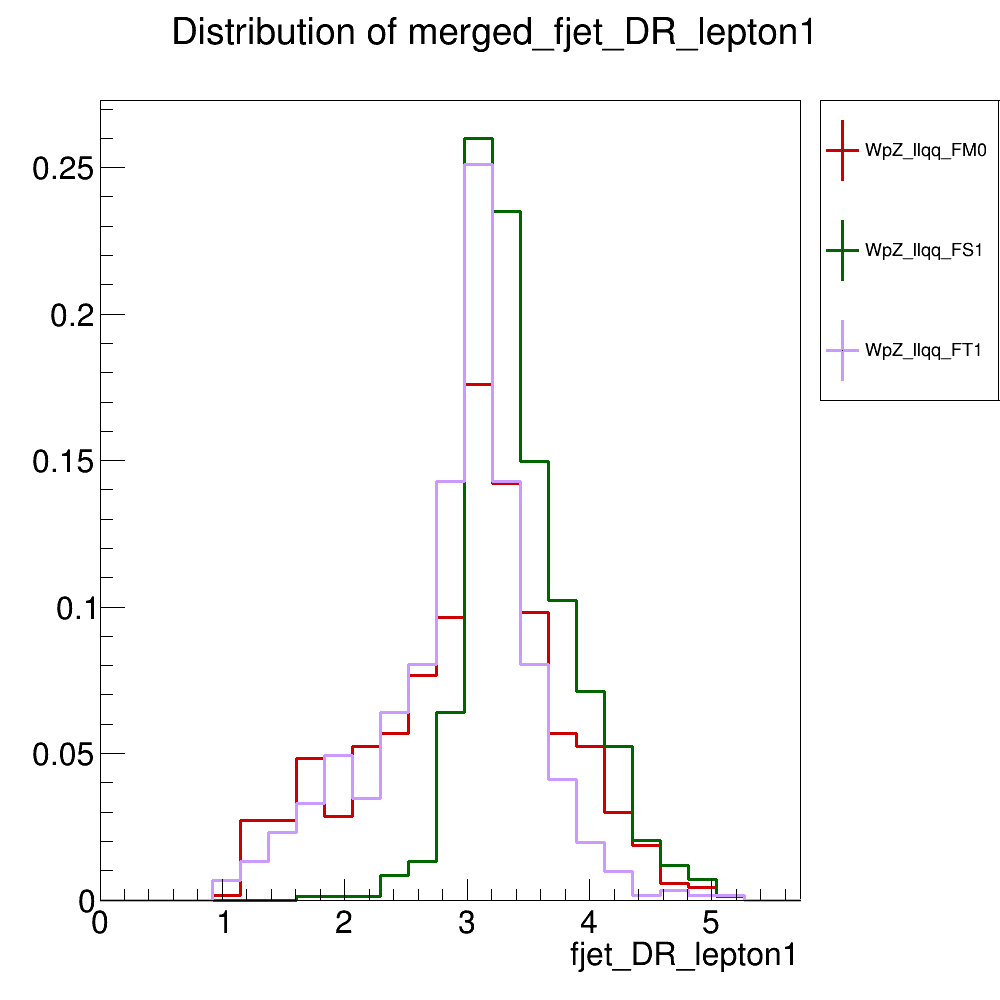 Distribution of merged_fjet_DR_lepton1
WpZ_llqq_FM0
WpZ_llqq_FS1
WpZ_llqq_FT1
0.25
0.2
0.15
0.1
0.05
0
0 1 2 3 4 5
fjet_DR_lepton1